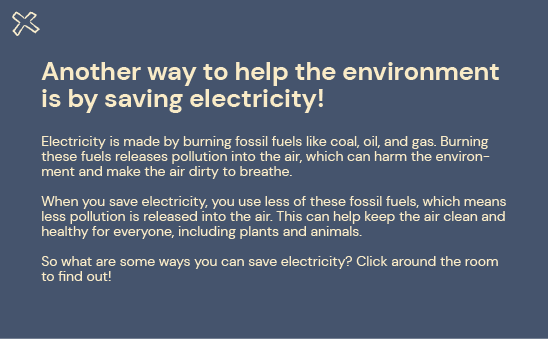 Another way to help the environment
is by saving electricity!
Electricity is made by burning fossil fuels like coal, oil, and gas. Burning
these fuels releases pollution into the air, which can harm the environ-
ment and make the air dirty to breathe.
When you save electricity, you use less of these fossil fuels, which means
less pollution is released into the air. This can help keep the air clean and
healthy for everyone, including plants and animals.
So what are some ways you can save electricity? Click around the room
to find out!